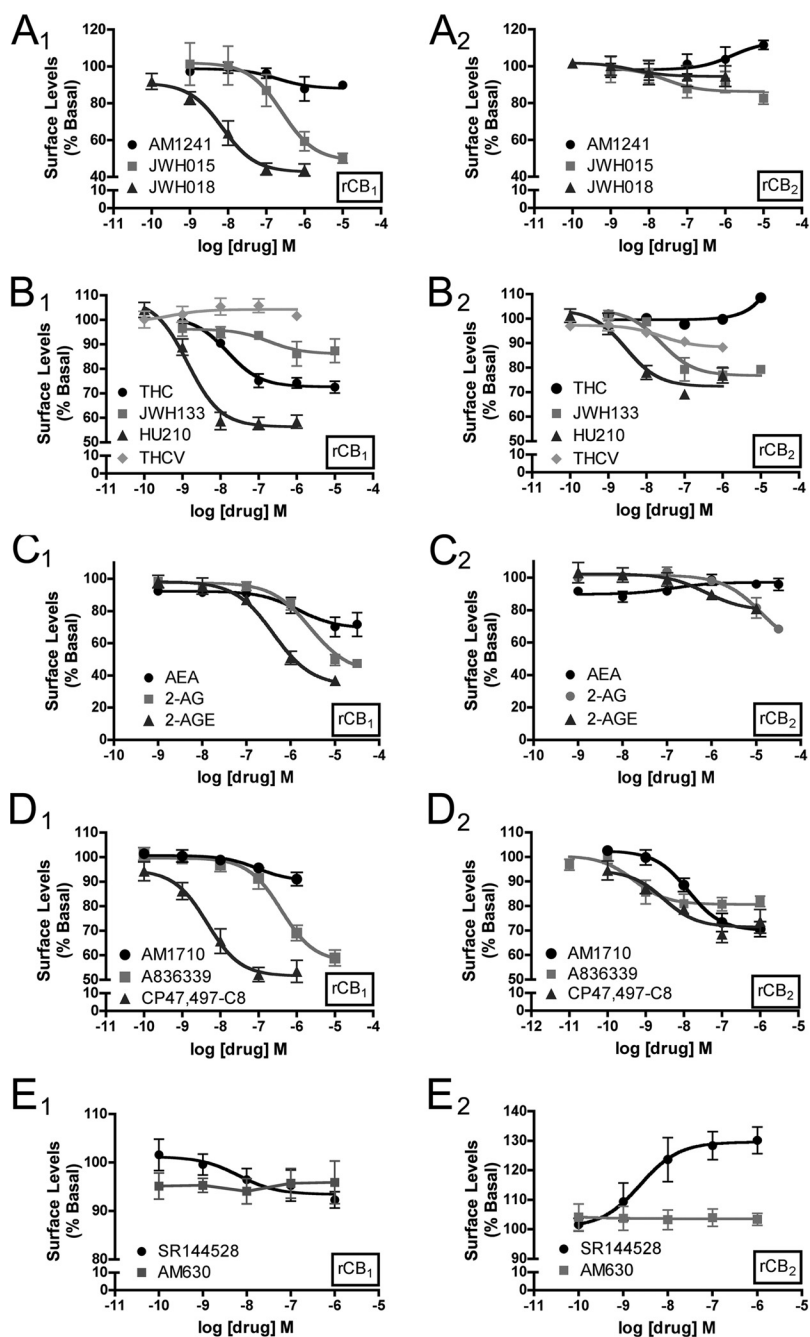 A1
Surface Levels
(% Basal)
120
100
80
60
40
10
0
AM1241
JWH015
JWH018
rCB1
-11 -10 -9 -8 -7 -6 -5 -4
log [drug] M
A2
Surface Levels
(% Basal)
120
100
80
60
40
10
0
AM1241
JWH015
JWH018
rCB2
-11 -10 -9 -8 -7 -6 -5 -4
log [drug] M
B1
Surface Levels
(% Basal)
110
100
90
80
70
60
50
10
0
THC
JWH133
HU210
THCV
rCB1
-11 -10 -9 -8 -7 -6 -5 -4
log [drug] M
B2
Surface Levels
(% Basal)
110
100
90
80
70
60
50
10
0
THC
JWH133
HU210
THCV
rCB2
-11 -10 -9 -8 -7 -6 -5 -4
log [drug] M
C1
Surface Levels
(% Basal)
100
80
60
40
20
0
AEA
2-AG
2-AGE
rCB1
-10 -9 -8 -7 -6 -5 -4
log [drug] M
C2
Surface Levels
(% Basal)
100
80
60
40
20
0
AEA
2-AG
2-AGE
rCB2
-10 -9 -8 -7 -6 -5 -4
log [drug] M
D1
Surface Levels
(% Basal)
110
100
90
80
70
60
50
10
0
AM1710
A836339
CP47,497-C8
rCB1
-11 -10 -9 -8 -7 -6 -5 -4
log [drug] M
D2
Surface Levels
(% Basal)
110
100
90
80
70
60
50
10
0
AM1710
A836339
CP47,497-C8
rCB2
-12 -11 -10 -9 -8 -7 -6 -5
log [drug] M
E1
Surface Levels
(% Basal)
110
100
90
80
10
0
SR144528
AM630
rCB1
-11 -10 -9 -8 -7 -6 -5
log [drug] M
E2
Surface Levels
(% Basal)
140
130
120
110
100
90
10
0
SR144528
AM630
rCB2
-11 -10 -9 -8 -7 -6 -5
log [drug] M